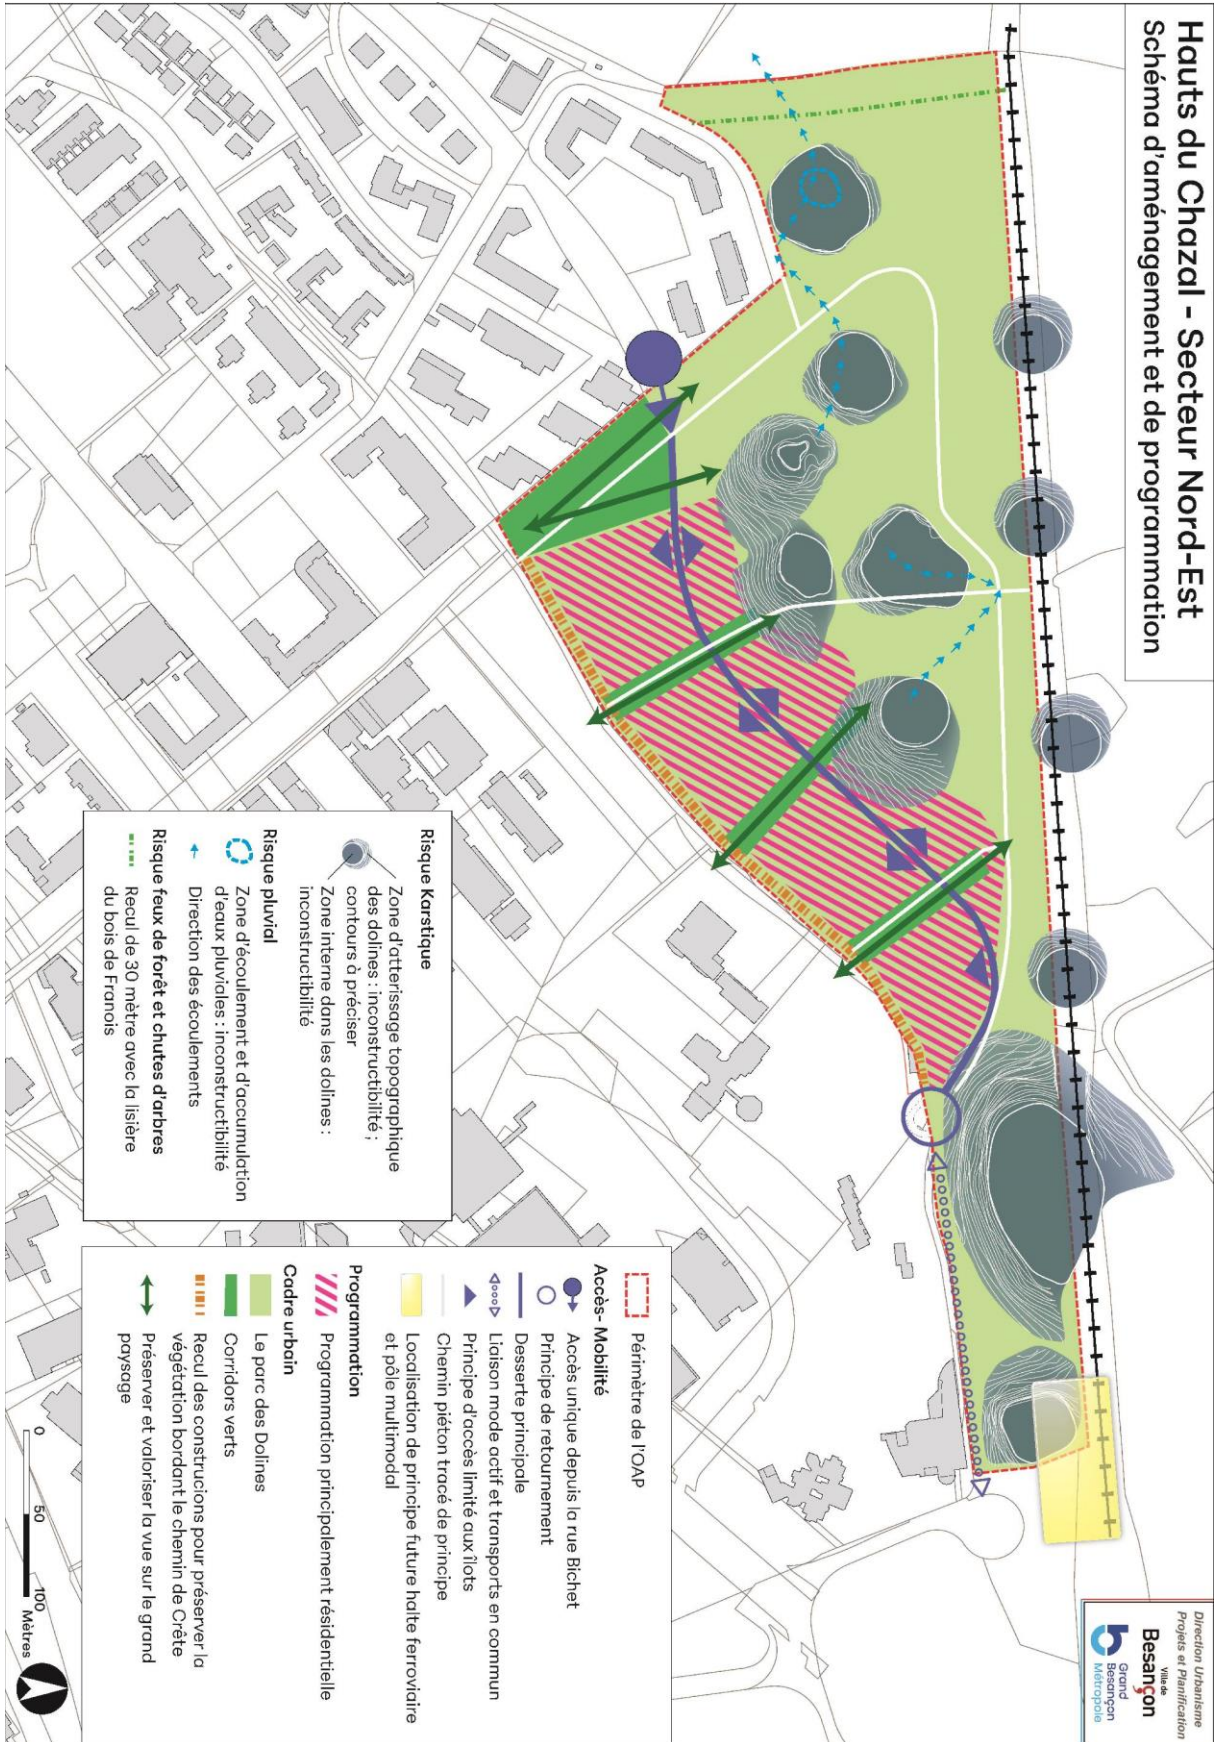 Hauts du Chazal - Secteur Nord-Est
Schéma d'aménagement et de programmation
Direction Urbanisme
Projets et Planification
Ville de
Besançon
Grand
Besançon
Métropole
Risque Karstique
Zone d'atterissage topographique
des dolines : inconstructibilité ;
contours à préciser
Zone interne dans les dolines :
inconstructibilité
Risque pluvial
Zone d'écoulement et d'accumulation
d'eaux pluviales : inconstructibilité
Direction des écoulements
Risque feux de forêt et chutes d'arbres
Recul de 30 mètre avec la lisière
du bois de Franois
Périmètre de l'OAP
Accès- Mobilité
Accès unique depuis la rue Bichet
Principe de retournement
Desserte principale
Liaison mode actif et transports en commun
Principe d'accès limité aux îlots
Chemin piéton tracé de principe
Localisation de principe future halte ferroviaire
et pôle multimodal
Programmation
Programmation principalement résidentielle
Cadre urbain
Le parc des Dolines
Corridors verts
Recul des construcions pour préserver la
végétation bordant le chemin de Crête
Préserver et valoriser la vue sur le grand
paysage
0 50 100
Mètres